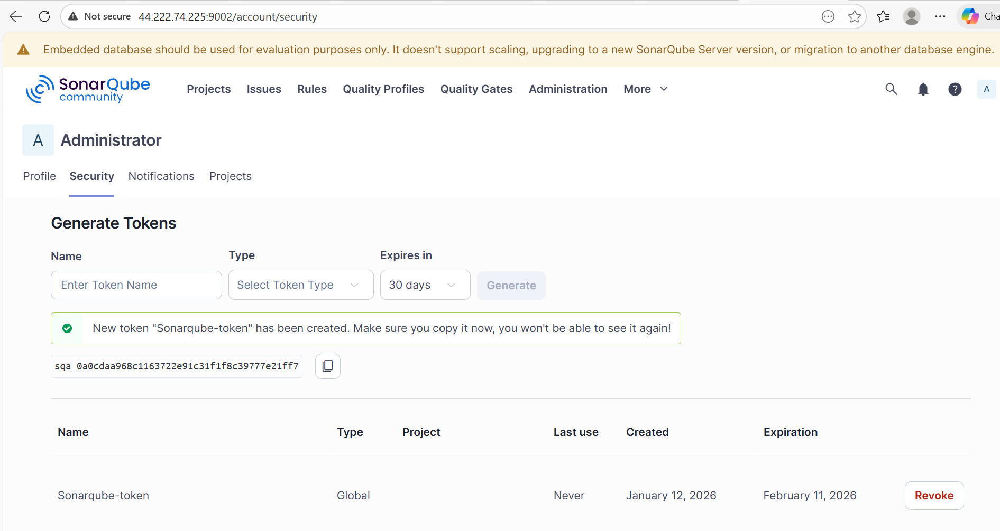 Not secure 44.222.74.225:9002/account/security Cha
Embedded database should be used for evaluation purposes only. It doesn't support scaling, upgrading to a new SonarQube Server version, or migration to another database engine.
SonarQube community Projects Issues Rules Quality Profiles Quality Gates Administration More ? A
A Administrator
Profile Security Notifications Projects
Generate Tokens
Name Type Expires in
Enter Token Name Select Token Type 30 days Generate
New token "Sonarqube-token" has been created. Make sure you copy it now, you won't be able to see it again!
sqa_0a0cdaa968c1163722e91c31f1f8c39777e21ff7
Name Type Project Last use Created Expiration
Sonarqube-token Global Never January 12, 2026 February 11, 2026 Revoke